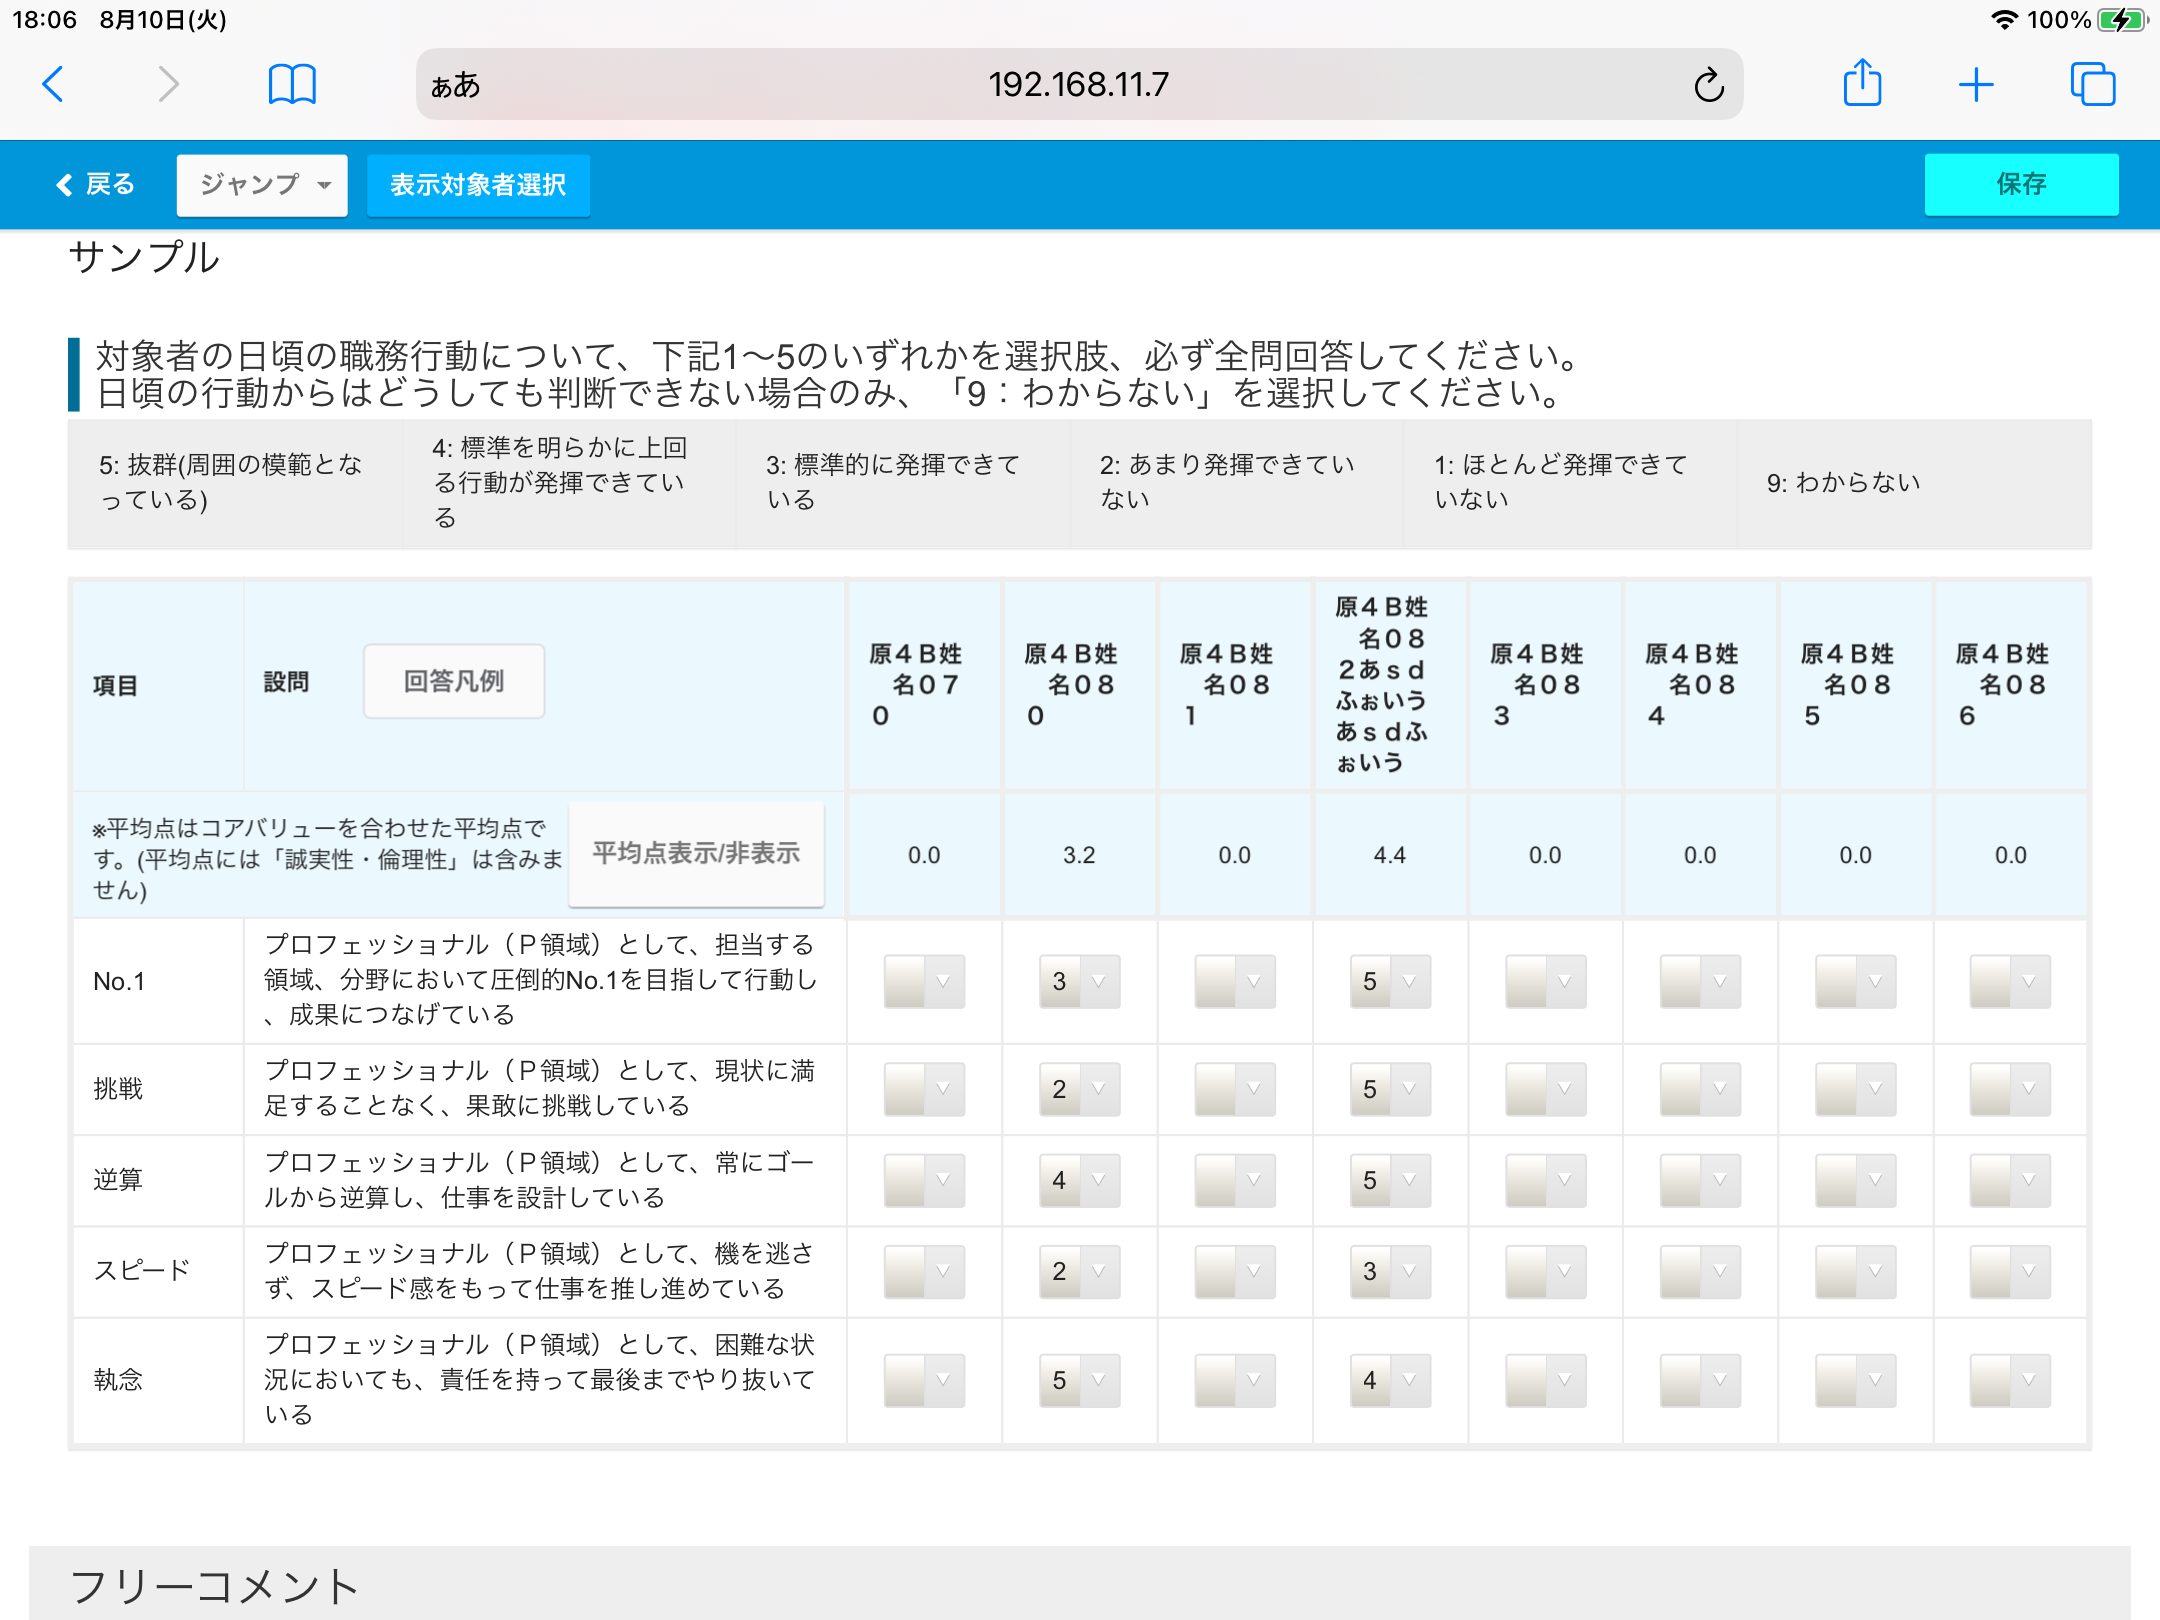 18:06 8月10日(火)
100%
ぁあ
192.168.11.7
戻る
ジャンプ
表示対象者選択
保存
サンプル
対象者の日頃の職務行動について、下記1〜5のいずれかを選択肢、必ず全問回答してください。
日頃の行動からはどうしても判断できない場合のみ、「9：わからない」を選択してください。
5: 抜群(周囲の模範とな
っている)
4: 標準を明らかに上回
る行動が発揮できてい
る
3: 標準的に発揮できて
いる
2: あまり発揮できてい
ない
1: ほとんど発揮できて
いない
9: わからない
項目
設問
回答凡例
原４Ｂ姓
名０７
０
原４Ｂ姓
名０８
０
原４Ｂ姓
名０８
１
原４Ｂ姓
名０８
２あｓｄ
ふぉいう
あｓｄふ
ぉいう
原４Ｂ姓
名０８
３
原４Ｂ姓
名０８
４
原４Ｂ姓
名０８
５
原４Ｂ姓
名０８
６
※平均点はコアバリューを合わせた平均点で
す。(平均点には「誠実性・倫理性」は含みま
せん)
平均点表示/非表示
0.0 3.2 0.0 4.4 0.0 0.0 0.0 0.0
No.1
プロフェッショナル（Ｐ領域）として、担当する
領域、分野において圧倒的No.1を目指して行動し
、成果につなげている
3 5
挑戦
プロフェッショナル（Ｐ領域）として、現状に満
足することなく、果敢に挑戦している
2 5
逆算
プロフェッショナル（Ｐ領域）として、常にゴー
ルから逆算し、仕事を設計している
4 5
スピード
プロフェッショナル（Ｐ領域）として、機を逃さ
ず、スピード感をもって仕事を推し進めている
2 3
執念
プロフェッショナル（Ｐ領域）として、困難な状
況においても、責任を持って最後までやり抜いて
いる
5 4
フリーコメント